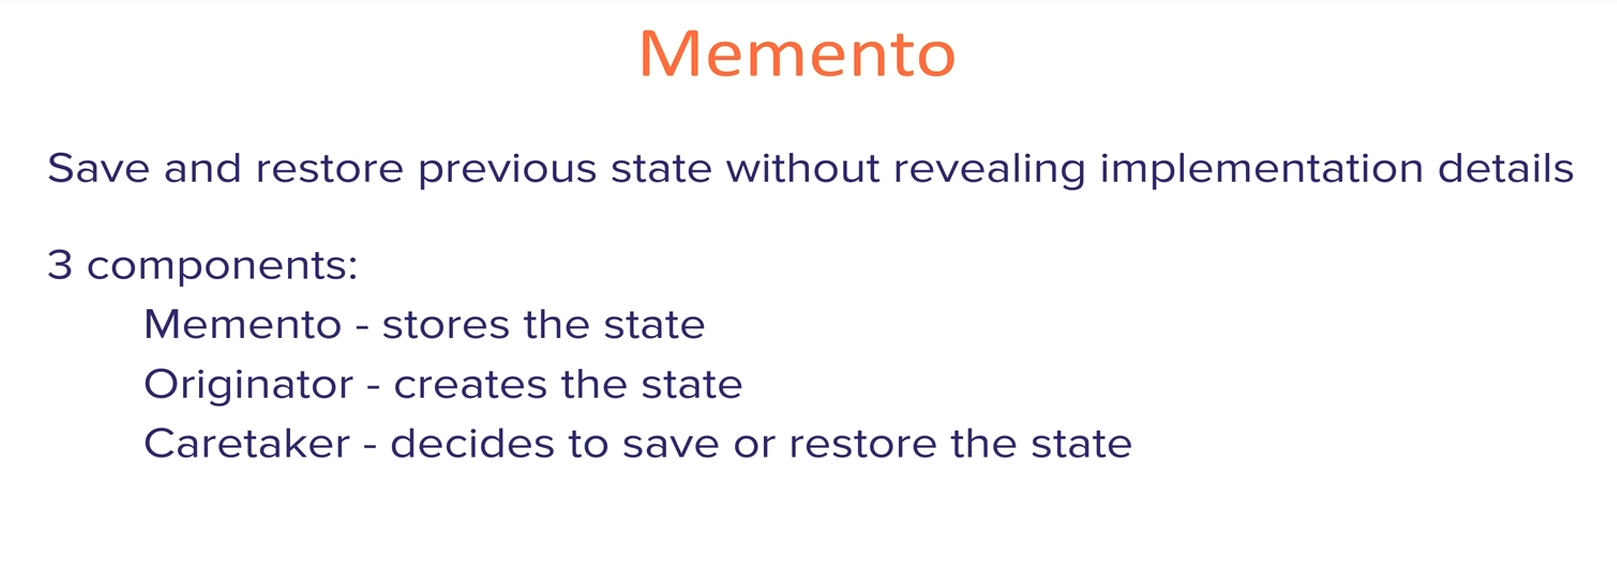 Memento
Save and restore previous state without revealing implementation details
3 components:
Memento - stores the state
Originator - creates the state
Caretaker - decides to save or restore the state